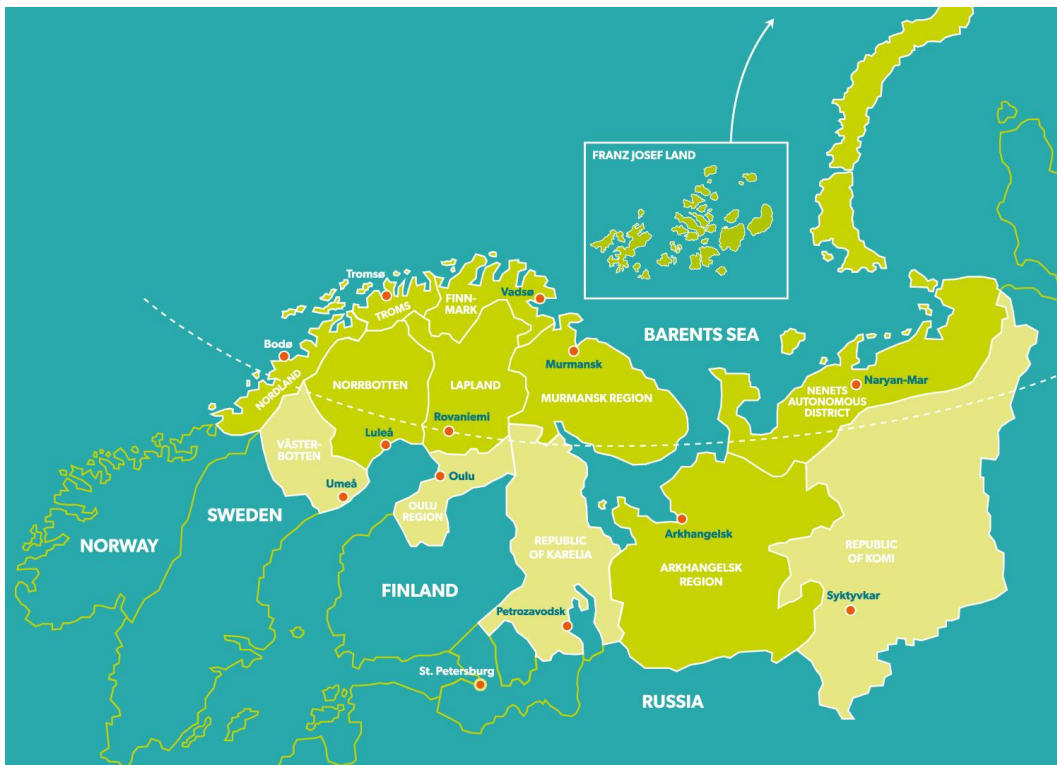 FRANZ JOSEF LAND
Tromsø
TROMS
FINN-
MARK
Vadsø
BARENTS SEA
Bodø
Murmansk
NORDLAND
NORRBOTTEN
LAPLAND
MURMANSK REGION
Naryan-Mar
NENETS
AUTONOMOUS
DISTRICT
Rovaniemi
Luleå
VÄSTER-
BOTTEN
Oulu
Umeå
OULU
REGION
SWEDEN
NORWAY
Arkhangelsk
REPUBLIC
OF KARELIA
REPUBLIC
OF KOMI
ARKHANGELSK
REGION
FINLAND
Syktyvkar
Petrozavodsk
St. Petersburg
RUSSIA